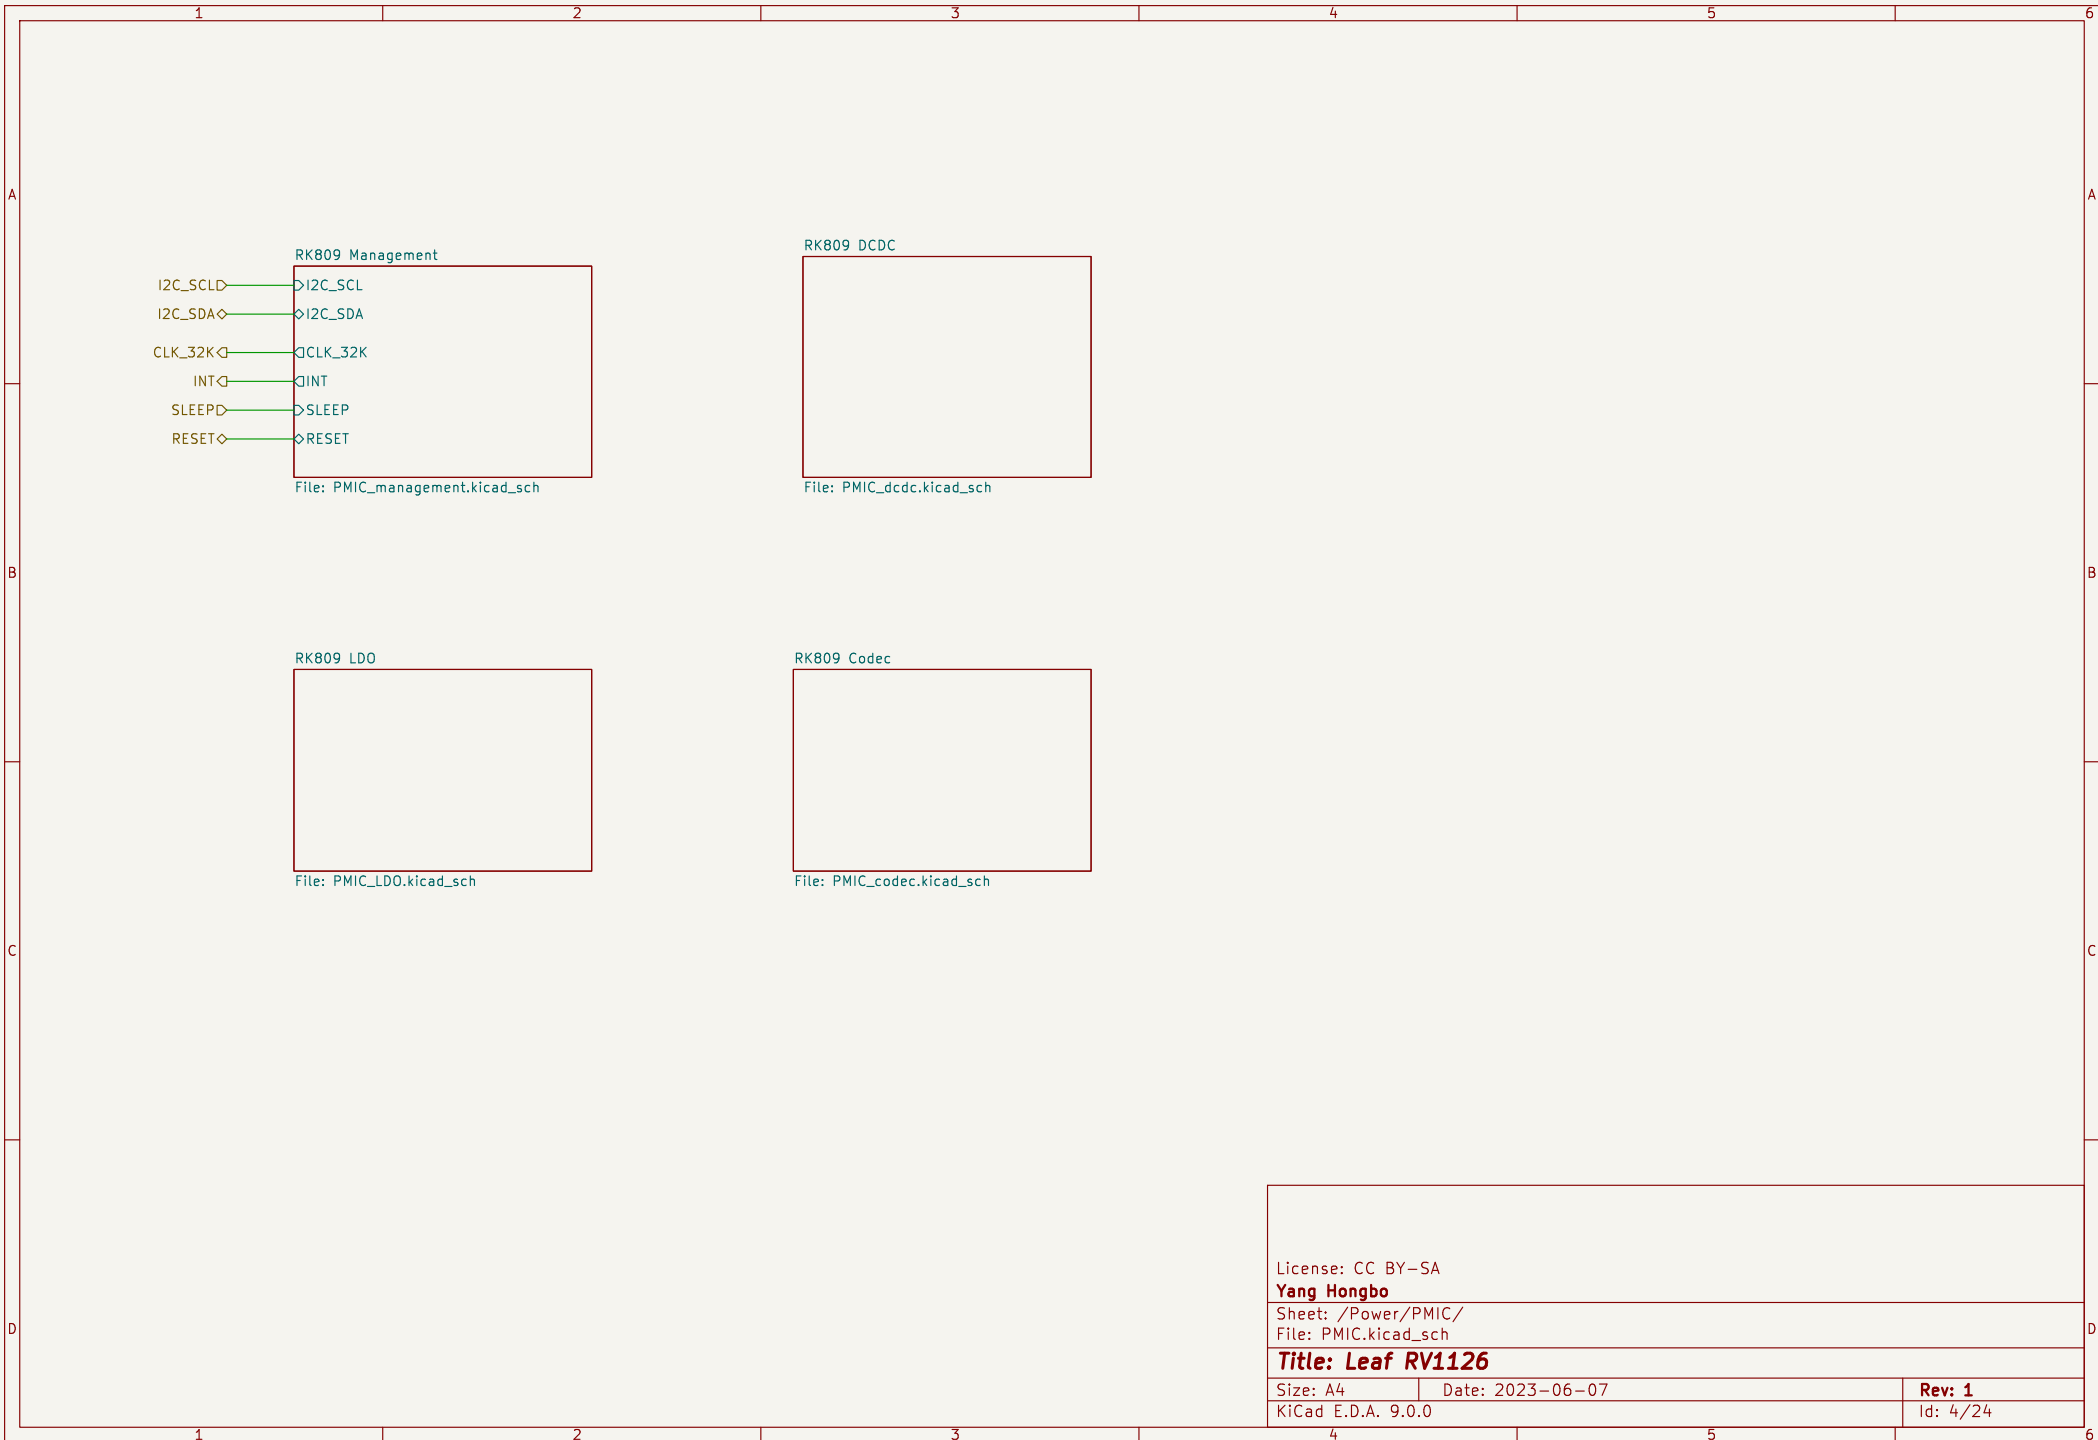 1 2 3 4 5 6
A A
B B
C C
D D
RK809 Management
I2C_SCL I2C_SCL
I2C_SDA I2C_SDA
CLK_32K CLK_32K
INT INT
SLEEP SLEEP
RESET RESET
File: PMIC_management.kicad_sch
RK809 DCDC
File: PMIC_dcdc.kicad_sch
RK809 LDO
File: PMIC_LDO.kicad_sch
RK809 Codec
File: PMIC_codec.kicad_sch
License: CC BY-SA
Yang Hongbo
Sheet: /Power/PMIC/
File: PMIC.kicad_sch
Title: Leaf RV1126
Size: A4 Date: 2023-06-07 Rev: 1
KiCad E.D.A. 9.0.0 Id: 4/24
1 2 3 4 5 6